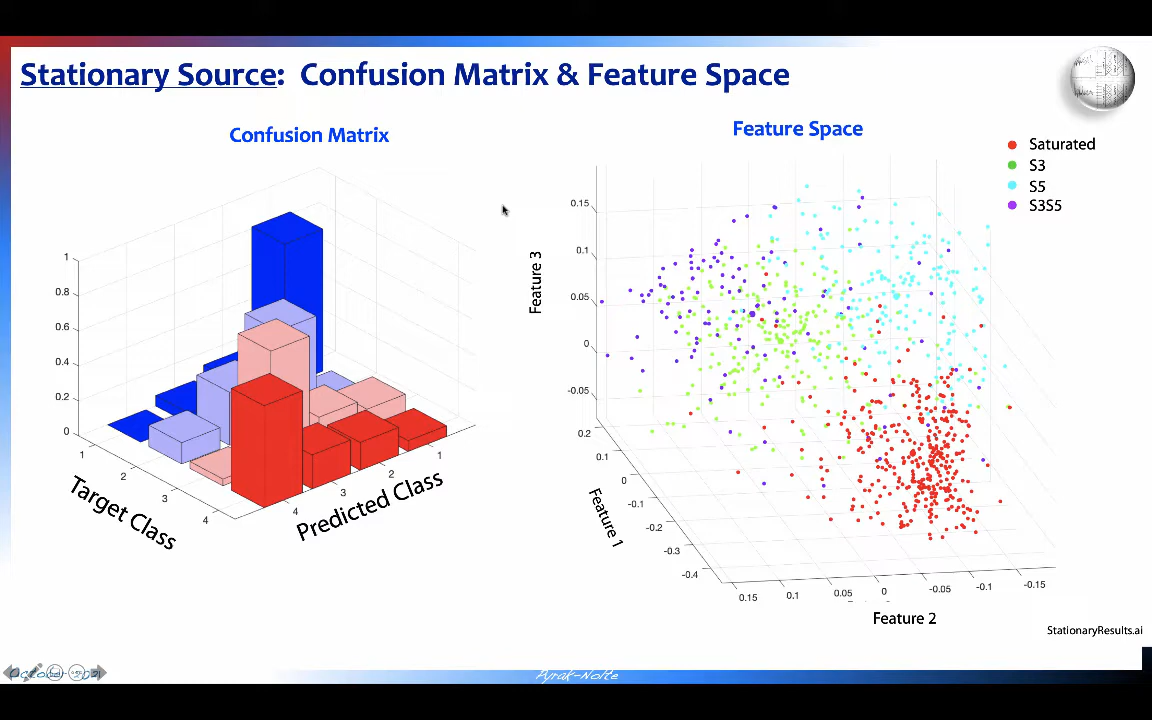 Stationary Source: Confusion Matrix & Feature Space
Confusion Matrix
Feature Space
Saturated
S3
S5
S3S5
1
0.8
0.6
0.4
0.2
0
1
2
3
4
Target Class
4
3
2
1
Predicted Class
0.15
0.1
0.05
0
-0.05
Feature 3
0.2
0.1
0
-0.1
-0.2
-0.3
-0.4
Feature 1
0.15
0.1
0.05
0
-0.05
-0.1
-0.15
Feature 2
StationaryResults.ai
Pyrak-Nolte